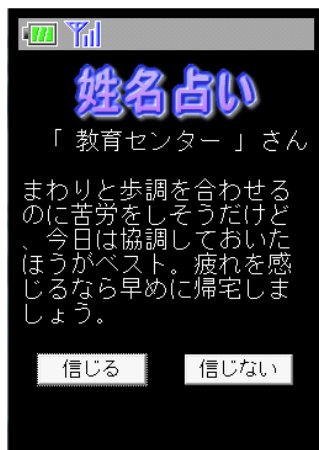 姓名占い
「 教育センター 」さん
まわりと歩調を合わせる
のに苦労をしそうだけど
、今日は協調しておいた
ほうがベスト。疲れを感
じるなら早めに帰宅しま
しょう。
信じる
信じない